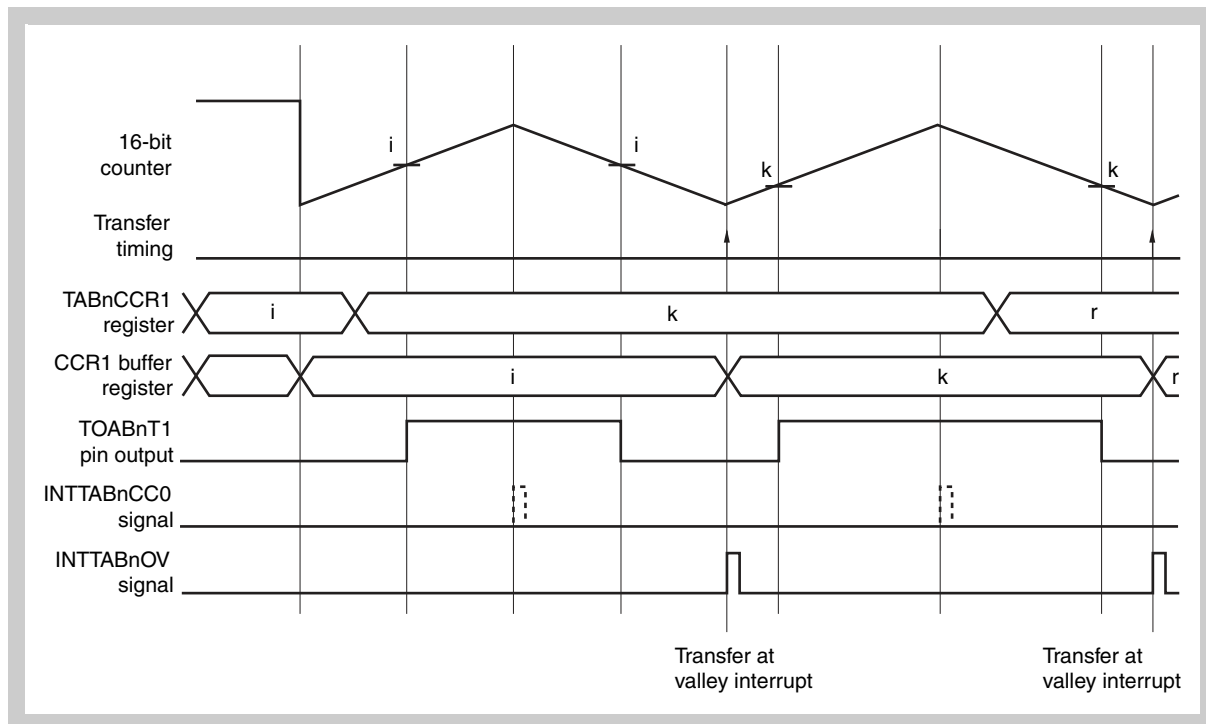 16-bit
counter
i
i
k
k
Transfer
timing
TABnCCR1
register
i
k
r
CCR1 buffer
register
i
k
r
TOABnT1
pin output
INTTABnCC0
signal
INTTABnOV
signal
Transfer at
valley interrupt
Transfer at
valley interrupt